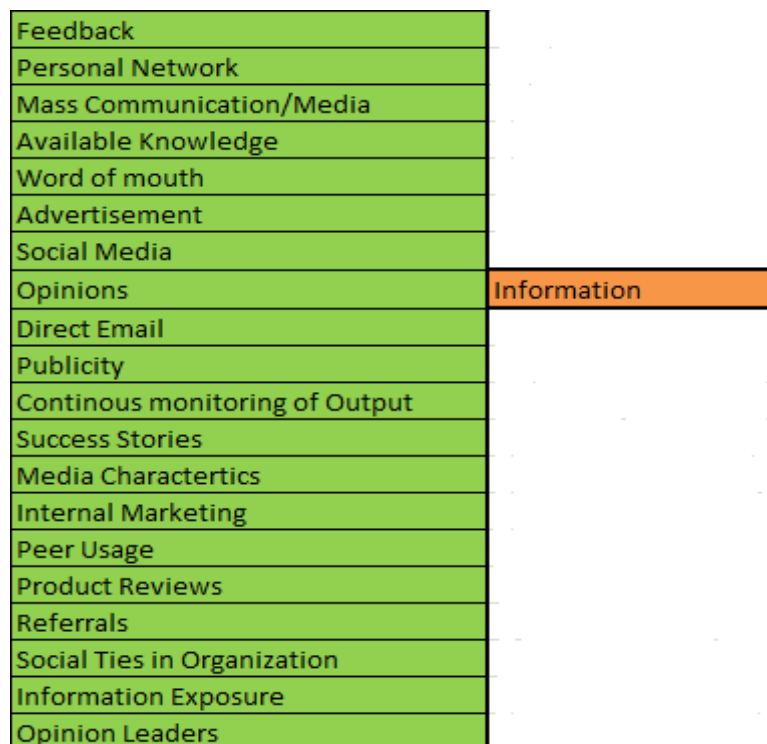 Feedback
Personal Network
Mass Communication/Media
Available Knowledge
Word of mouth
Advertisement
Social Media
Opinions
Information
Direct Email
Publicity
Continous monitoring of Output
Success Stories
Media Charactertics
Internal Marketing
Peer Usage
Product Reviews
Referrals
Social Ties in Organization
Information Exposure
Opinion Leaders